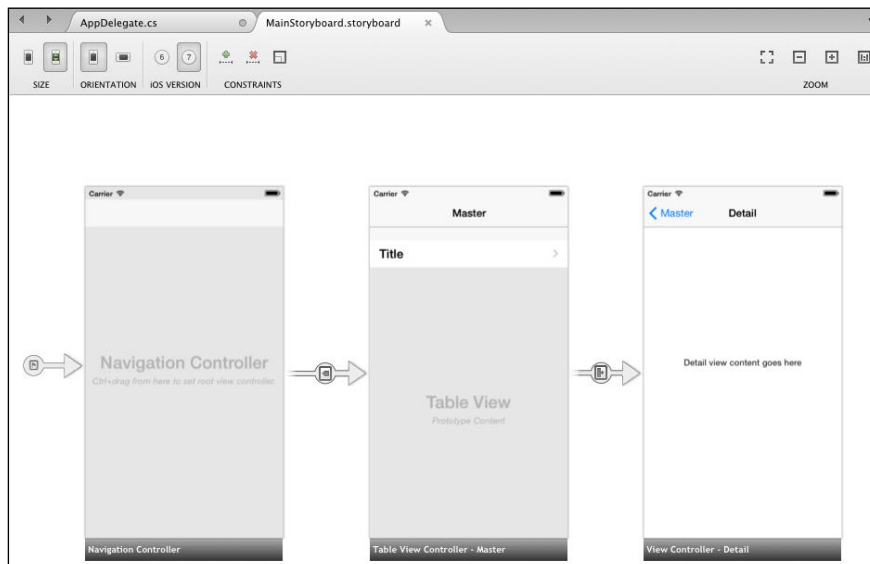 AppDelegate.cs
MainStoryboard.storyboard
6 7
SIZE ORIENTATION iOS VERSION CONSTRAINTS ZOOM
Carrier
Navigation Controller
Ctrl+drag from here to set root view controller.
Navigation Controller
Carrier
Master
Title
Table View
Prototype Content
Table View Controller - Master
Carrier
Master Detail
Detail view content goes here
View Controller - Detail